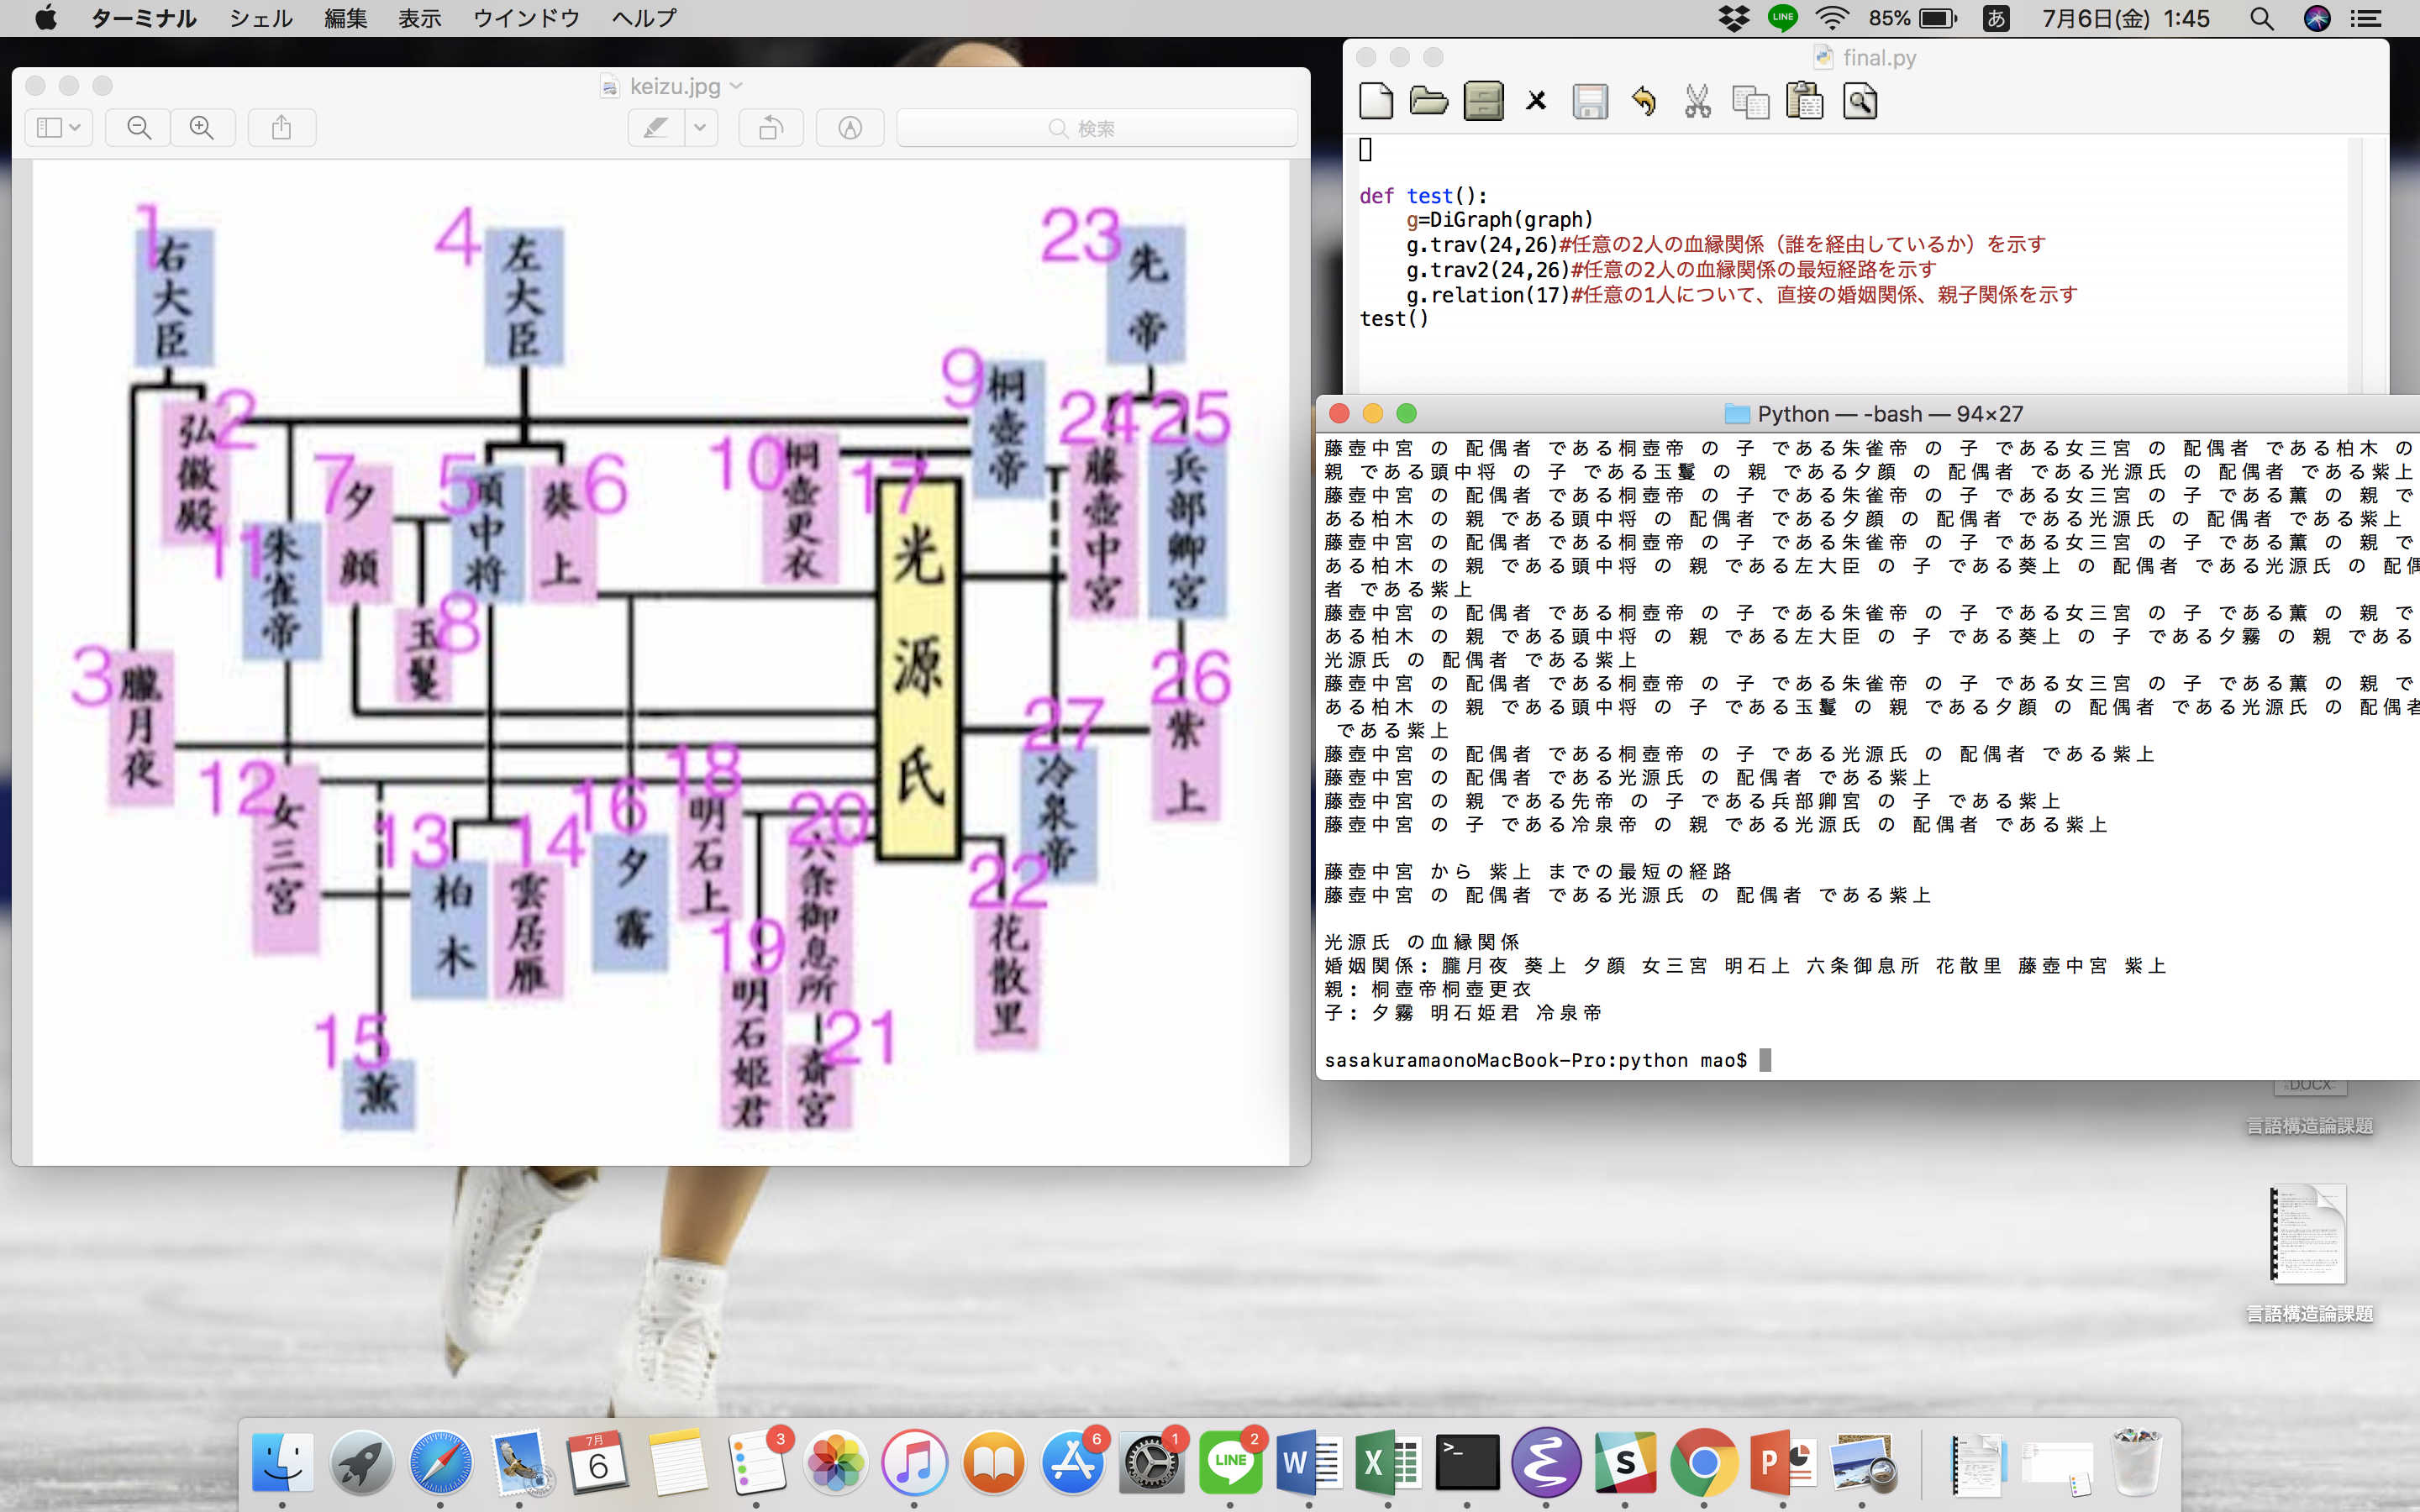 ターミナル シェル 編集 表示 ウインドウ ヘルプ
LINE 85% あ 7月6日(金) 1:45
keizu.jpg
検索
1 右大臣
4 左大臣
23 先帝
2 弘徽殿
9 桐壺帝
24 藤壺中宮
25 兵部卿宮
7 夕顔
5 頭中将
6 葵上
10 桐壺更衣
17 光源氏
11 朱雀帝
8 玉鬘
3 朧月夜
26 紫上
27 冷泉帝
12 女三宮
13 柏木
14 雲居雁
16 夕霧
18 明石上
20 六条御息所
22 花散里
19 明石姫君
21 斎宮
15 薫
final.py
def test():
g=DiGraph(graph)
g.trav(24,26)#任意の2人の血縁関係（誰を経由しているか）を示す
g.trav2(24,26)#任意の2人の血縁関係の最短経路を示す
g.relation(17)#任意の1人について、直接の婚姻関係、親子関係を示す
test()
Python — -bash — 94×27
藤壺中宮 の 配偶者 である桐壺帝 の 子 である朱雀帝 の 子 である女三宮 の 配偶者 である柏木 の
親 である頭中将 の 子 である玉鬘 の 親 である夕顔 の 配偶者 である光源氏 の 配偶者 である紫上
藤壺中宮 の 配偶者 である桐壺帝 の 子 である朱雀帝 の 子 である女三宮 の 子 である薫 の 親 で
ある柏木 の 親 である頭中将 の 配偶者 である夕顔 の 配偶者 である光源氏 の 配偶者 である紫上
藤壺中宮 の 配偶者 である桐壺帝 の 子 である朱雀帝 の 子 である女三宮 の 子 である薫 の 親 で
ある柏木 の 親 である頭中将 の 親 である左大臣 の 子 である葵上 の 配偶者 である光源氏 の 配偶
者 である紫上
藤壺中宮 の 配偶者 である桐壺帝 の 子 である朱雀帝 の 子 である女三宮 の 子 である薫 の 親 で
ある柏木 の 親 である頭中将 の 親 である左大臣 の 子 である葵上 の 子 である夕霧 の 親 である
光源氏 の 配偶者 である紫上
藤壺中宮 の 配偶者 である桐壺帝 の 子 である朱雀帝 の 子 である女三宮 の 子 である薫 の 親 で
ある柏木 の 親 である頭中将 の 子 である玉鬘 の 親 である夕顔 の 配偶者 である光源氏 の 配偶者
である紫上
藤壺中宮 の 配偶者 である桐壺帝 の 子 である光源氏 の 配偶者 である紫上
藤壺中宮 の 配偶者 である光源氏 の 配偶者 である紫上
藤壺中宮 の 親 である先帝 の 子 である兵部卿宮 の 子 である紫上
藤壺中宮 の 子 である冷泉帝 の 親 である光源氏 の 配偶者 である紫上
藤壺中宮 から 紫上 までの最短の経路
藤壺中宮 の 配偶者 である光源氏 の 配偶者 である紫上
光源氏 の血縁関係
婚姻関係: 朧月夜 葵上 夕顔 女三宮 明石上 六条御息所 花散里 藤壺中宮 紫上
親: 桐壺帝桐壺更衣
子: 夕霧 明石姫君 冷泉帝
sasakuramaonoMacBook-Pro:python mao$
DOCX
言語構造論課題
言語構造論課題
7月
6
3
6
1
LINE 2
W
X
>_
S
P